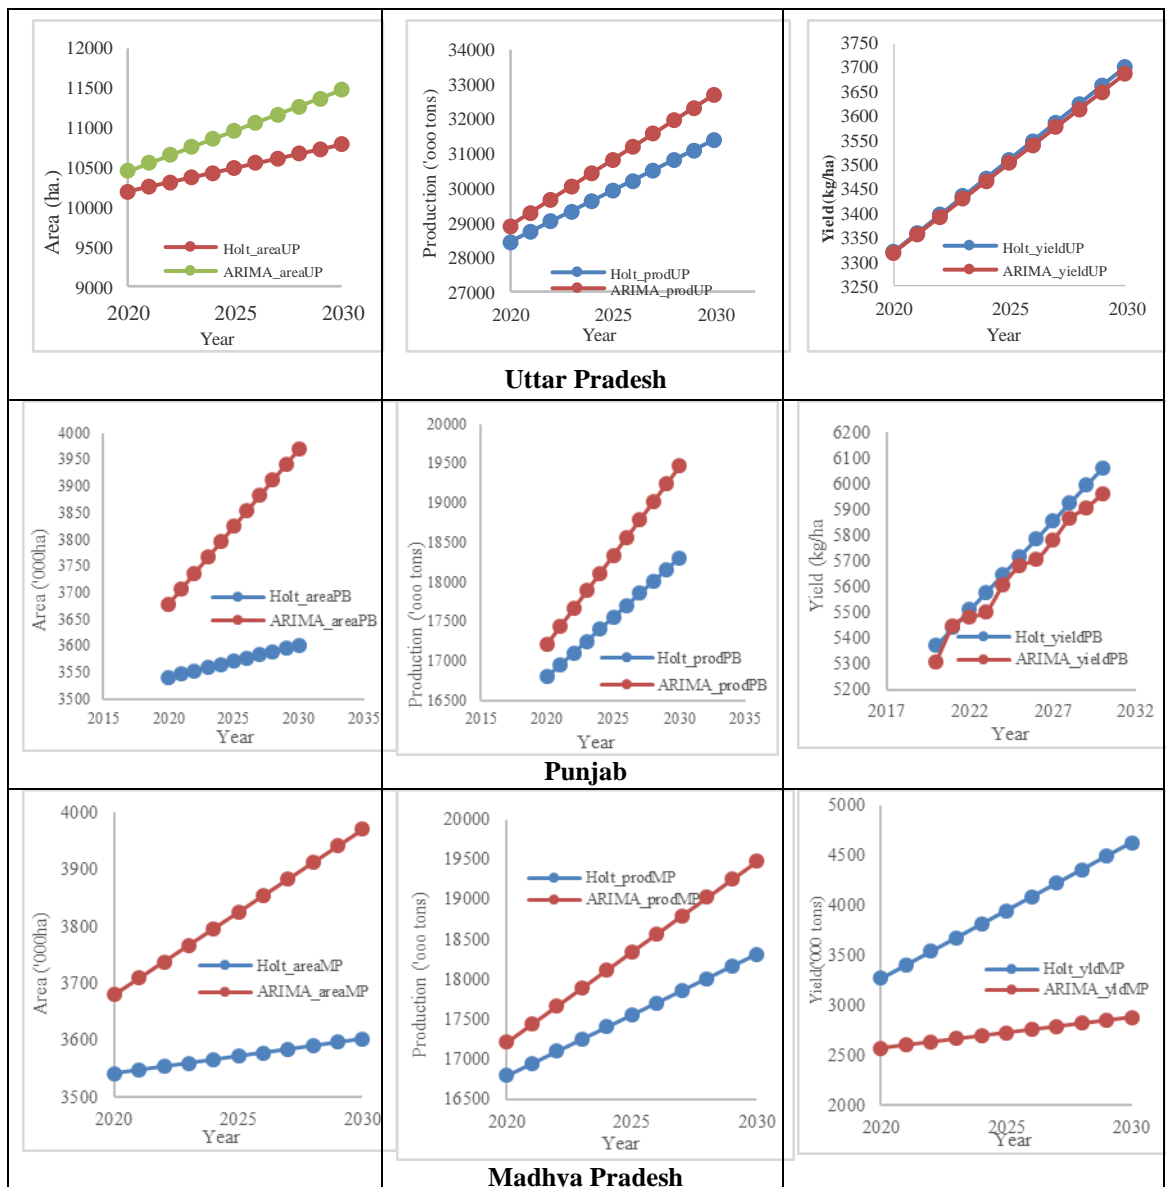 12000
11500
11000
10500
10000
9500
9000
2020 2025 2030
Area (ha.)
Year
Holt_areaUP
ARIMA_areaUP
34000
33000
32000
31000
30000
29000
28000
27000
2020 2025 2030
Production ('ooo tons)
Year
Holt_prodUP
ARIMA_prodUP
3750
3700
3650
3600
3550
3500
3450
3400
3350
3300
3250
2020 2025 2030
Yield (kg/ha)
Year
Holt_yieldUP
ARIMA_yieldUP
Uttar Pradesh
4000
3950
3900
3850
3800
3750
3700
3650
3600
3550
3500
2015 2020 2025 2030 2035
Area ('000ha)
Year
Holt_areaPB
ARIMA_areaPB
20000
19500
19000
18500
18000
17500
17000
16500
2015 2020 2025 2030 2035
Production ('ooo tons)
Year
Holt_prodPB
ARIMA_prodPB
6200
6100
6000
5900
5800
5700
5600
5500
5400
5300
5200
2017 2022 2027 2032
Yield (kg/ha
Year
Holt_yieldPB
ARIMA_yieldPB
Punjab
4000
3900
3800
3700
3600
3500
2020 2025 2030
Area ('000ha)
Year
Holt_areaMP
ARIMA_areaMP
20000
19500
19000
18500
18000
17500
17000
16500
2020 2025 2030
Production ('ooo tons)
Year
Holt_prodMP
ARIMA_prodMP
5000
4500
4000
3500
3000
2500
2000
2020 2025 2030
Yield('000 tons)
Year
Holt_yldMP
ARIMA_yldMP
Madhya Pradesh